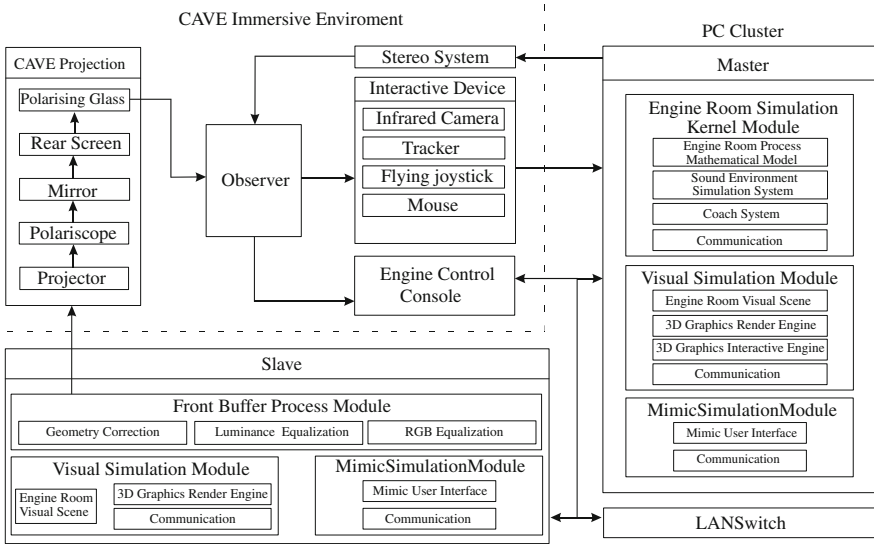 CAVE Immersive Enviroment
CAVE Projection
Polarising Glass
Rear Screen
Mirror
Polariscope
Projector
Observer
Stereo System
Interactive Device
Infrared Camera
Tracker
Flying joystick
Mouse
Engine Control
Console
PC Cluster
Master
Engine Room Simulation
Kernel Module
Engine Room Process
Mathematical Model
Sound Environment
Simulation System
Coach System
Communication
Visual Simulation Module
Engine Room Visual Scene
3D Graphics Render Engine
3D Graphics Interactive Engine
Communication
MimicSimulationModule
Mimic User Interface
Communication
Slave
Front Buffer Process Module
Geometry Correction
Luminance Equalization
RGB Equalization
Visual Simulation Module
Engine Room
Visual Scene
3D Graphics Render Engine
Communication
MimicSimulationModule
Mimic User Interface
Communication
LANSwitch